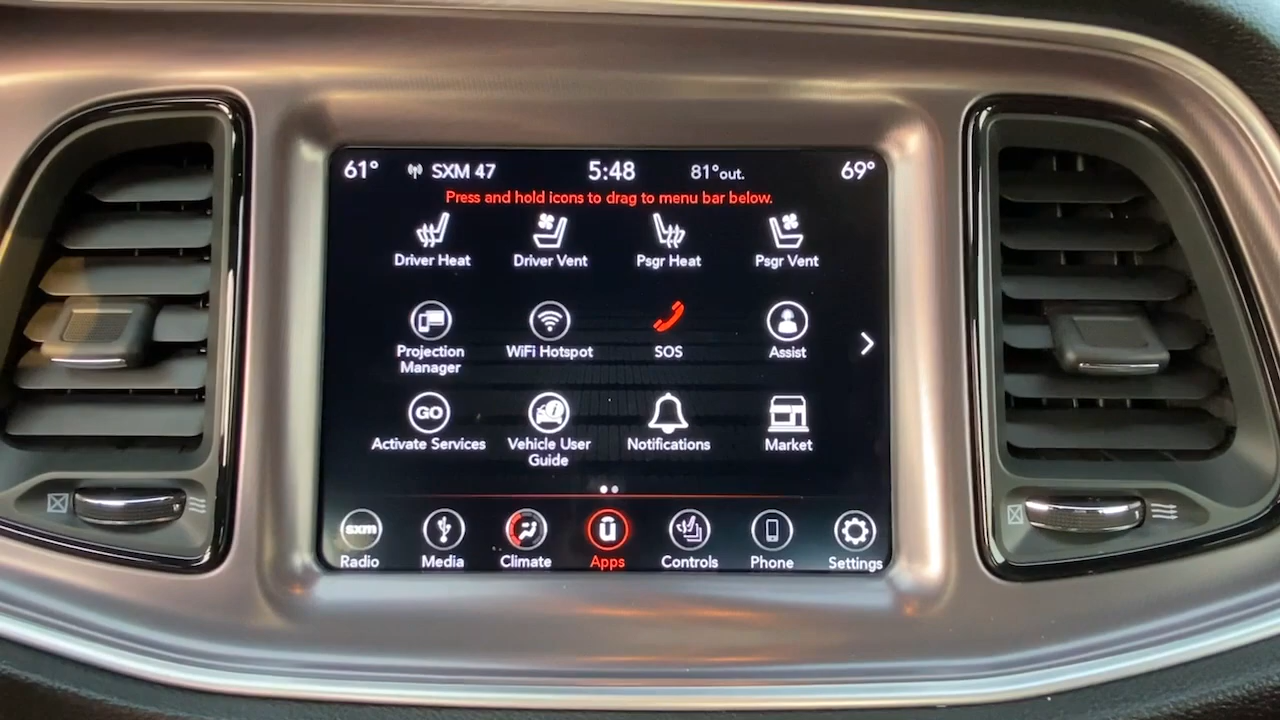 61° SXM 47 5:48 81°out. 69°
Press and hold icons to drag to menu bar below.
Driver Heat Driver Vent Psgr Heat Psgr Vent
Projection Manager WiFi Hotspot SOS Assist
GO
Activate Services Vehicle User Guide Notifications Market
sxm
Radio Media Climate Apps Controls Phone Settings